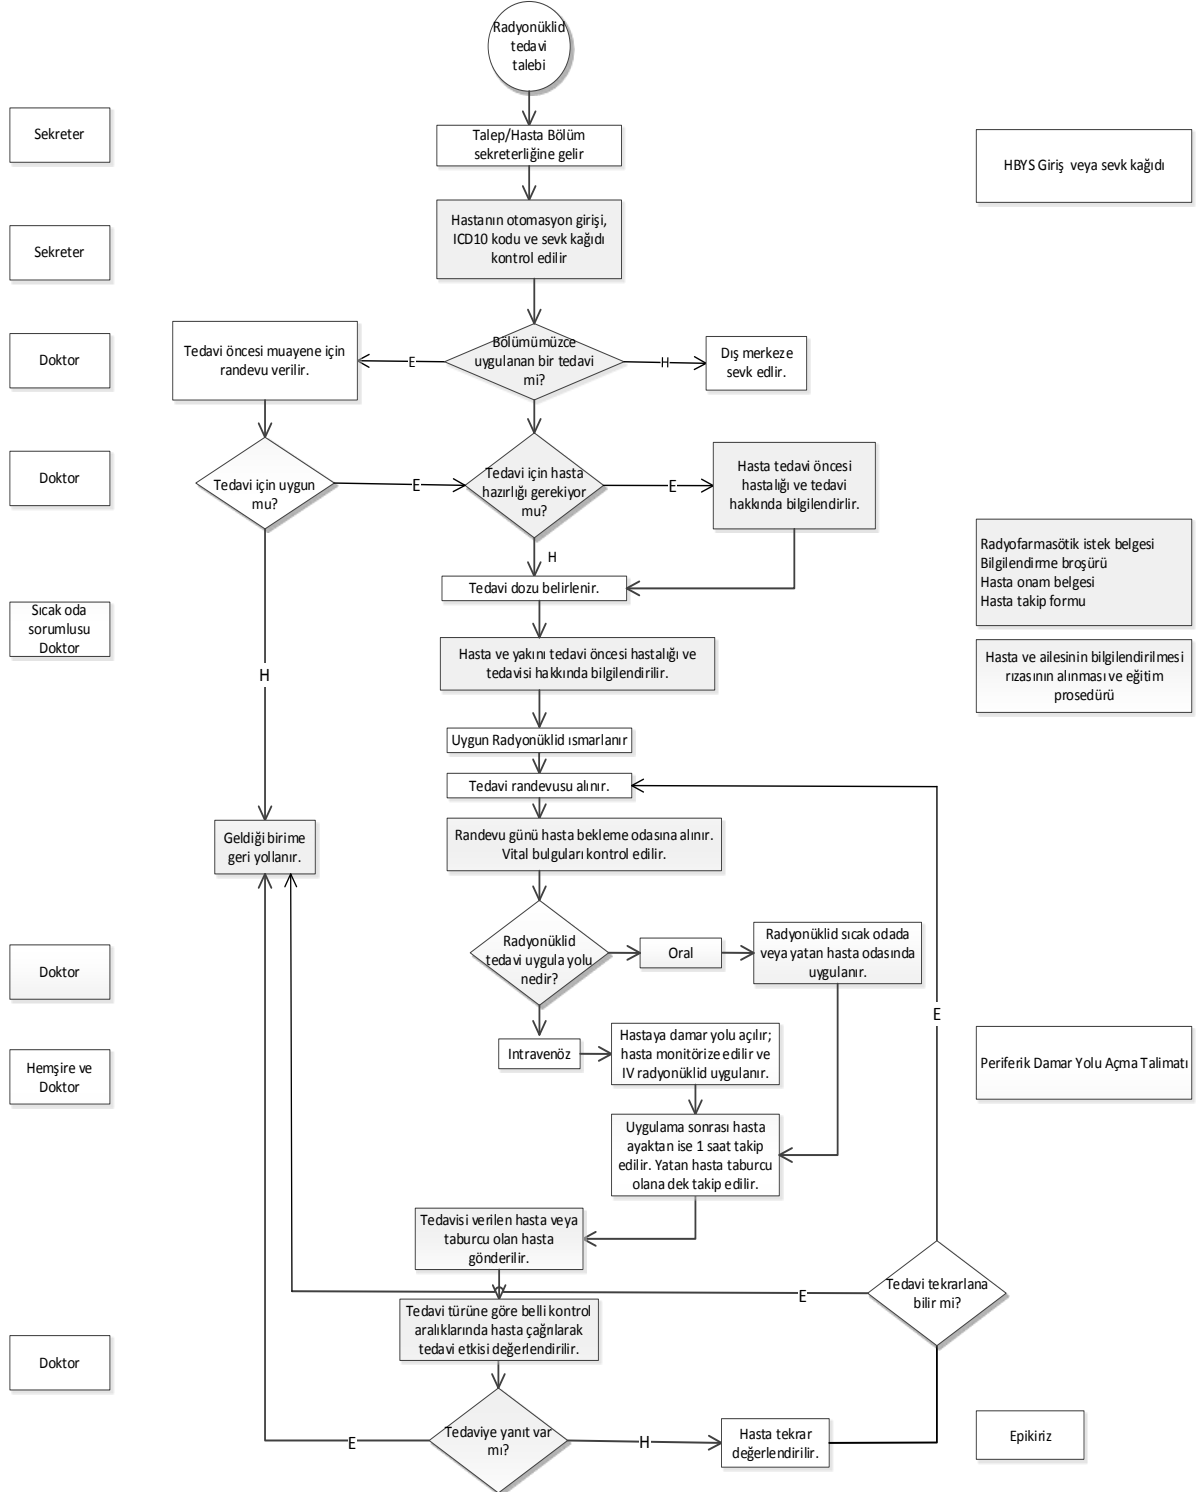 Radyonüklid
tedavi
talebi
Sekreter
Talep/Hasta Bölüm
sekreterliğine gelir
HBYS Giriş veya sevk kağıdı
Sekreter
Hastanın otomasyon girişi,
ICD10 kodu ve sevk kağıdı
kontrol edilir
Doktor
Tedavi öncesi muayene için
randevu verilir.
E
Bölümümüzce
uygulanan bir tedavi
mi?
H
Dış merkeze
sevk edlir.
Doktor
Tedavi için uygun
mu?
E
Tedavi için hasta
hazırlığı gerekiyor
mu?
E
Hasta tedavi öncesi
hastalığı ve tedavi
hakkında bilgilendirlir.
H
Radyofarmasötik istek belgesi
Bilgilendirme broşürü
Hasta onam belgesi
Hasta takip formu
Tedavi dozu belirlenir.
Sıcak oda
sorumlusu
Doktor
H
Hasta ve yakını tedavi öncesi hastalığı ve
tedavisi hakkında bilgilendirilir.
Hasta ve ailesinin bilgilendirilmesi
rızasının alınması ve eğitim
prosedürü
Uygun Radyonüklid ısmarlanır
Tedavi randevusu alınır.
Geldiği birime
geri yollanır.
Randevu günü hasta bekleme odasına alınır.
Vital bulguları kontrol edilir.
Doktor
Radyonüklid
tedavi uygula yolu
nedir?
Oral
Radyonüklid sıcak odada
veya yatan hasta odasında
uygulanır.
E
Hemşire ve
Doktor
Intravenöz
Hastaya damar yolu açılır;
hasta monitörize edilir ve
IV radyonüklid uygulanır.
Periferik Damar Yolu Açma Talimatı
Uygulama sonrası hasta
ayaktan ise 1 saat takip
edilir. Yatan hasta taburcu
olana dek takip edilir.
Tedavisi verilen hasta veya
taburcu olan hasta
gönderilir.
E
Tedavi tekrarlana
bilir mi?
Doktor
Tedavi türüne göre belli kontrol
aralıklarında hasta çağrılarak
tedavi etkisi değerlendirilir.
E
Tedaviye yanıt var
mı?
H
Hasta tekrar
değerlendirilir.
Epikiriz